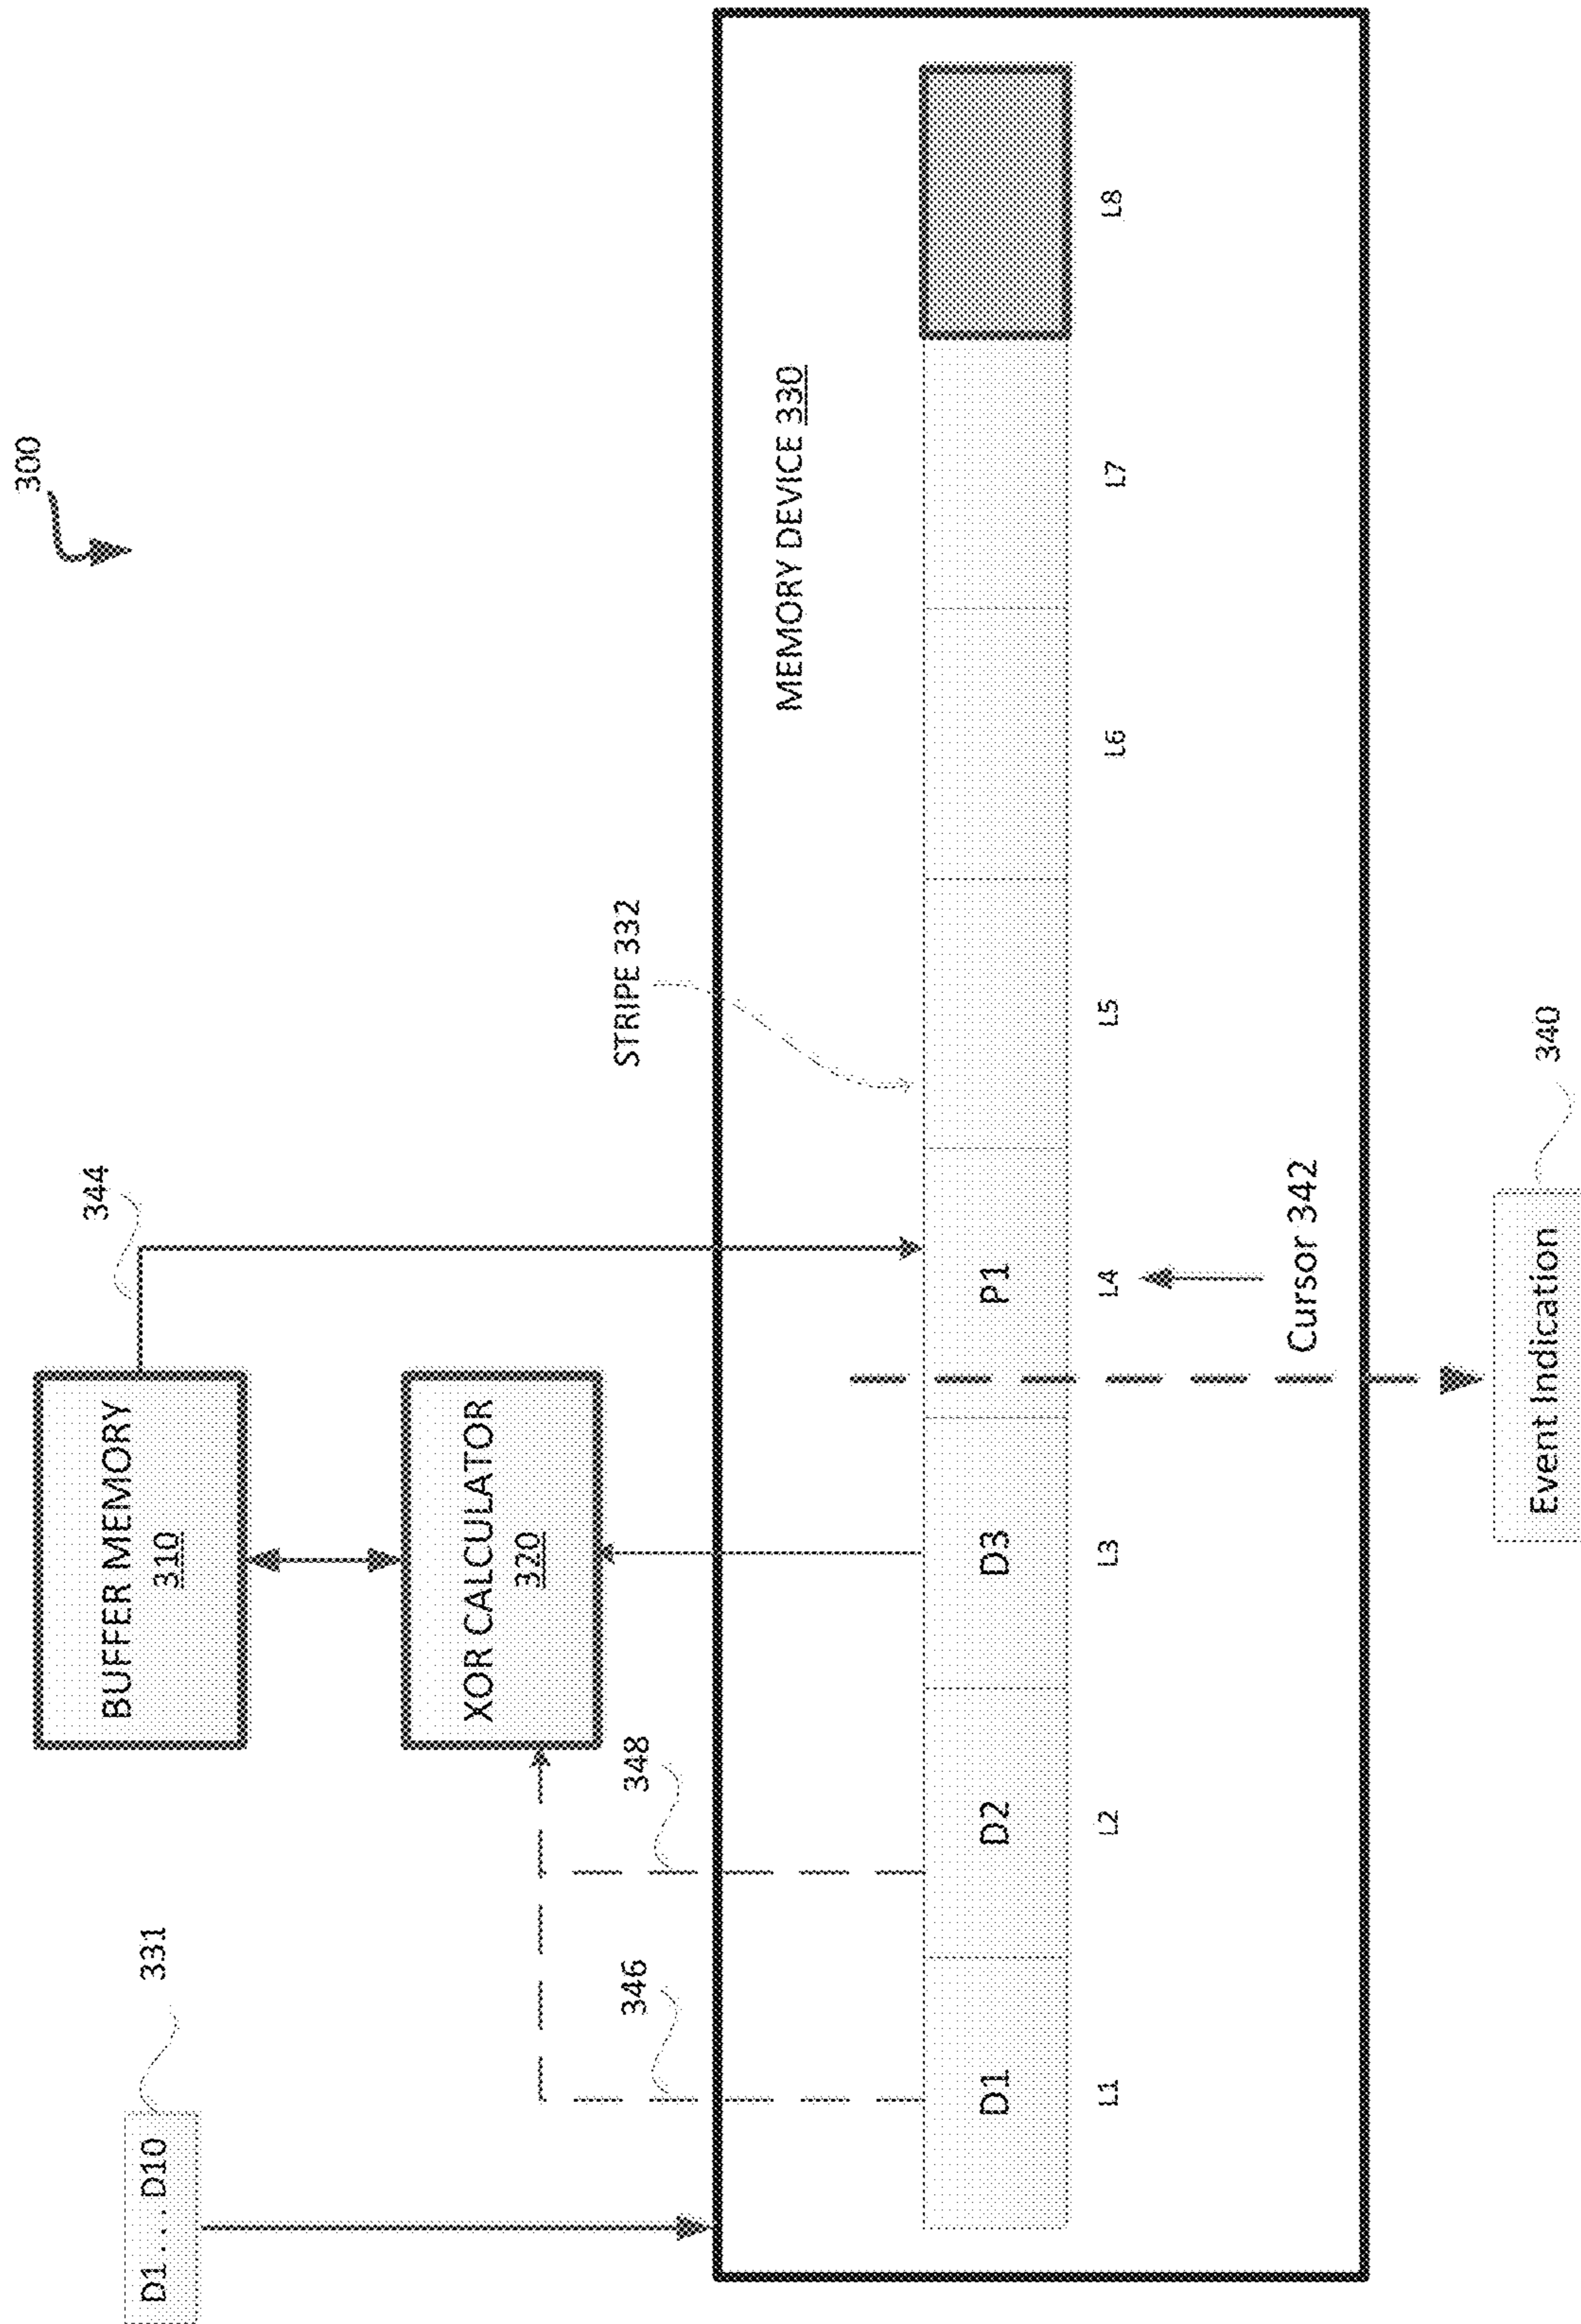 300
D1 . . . D10
331
BUFFER MEMORY
310
344
XOR CALCULATOR
320
346
348
STRIPE 332
MEMORY DEVICE 330
D1
D2
D3
P1
L1
L2
L3
L4
L5
L6
L7
L8
Cursor 342
Event Indication
340